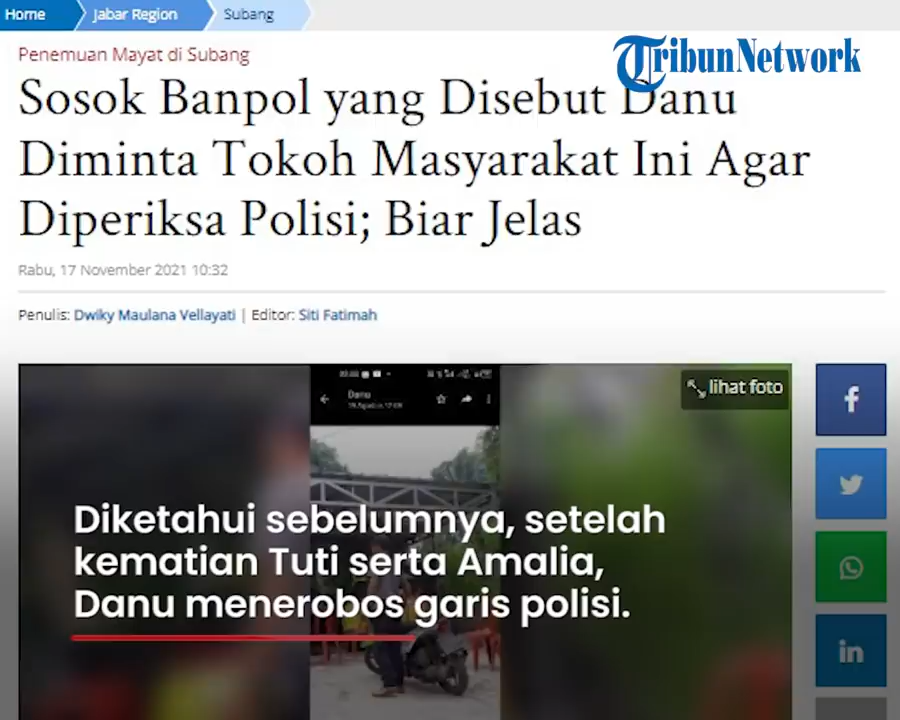 Home
Jabar Region
Subang
Penemuan Mayat di Subang
TribunNetwork
Sosok Banpol yang Disebut Danu
Diminta Tokoh Masyarakat Ini Agar
Diperiksa Polisi; Biar Jelas
Rabu, 17 November 2021 10:32
Penulis: Dwiky Maulana Vellayati | Editor: Siti Fatimah
lihat foto
Danu
Diketahui sebelumnya, setelah
kematian Tuti serta Amalia,
Danu menerobos garis polisi.